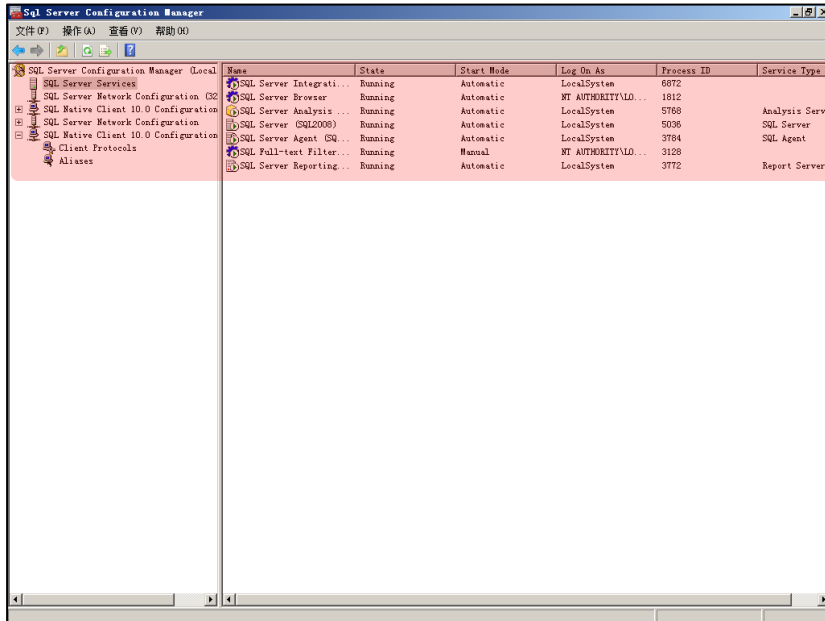 Sql Server Configuration Manager
文件(F) 操作(A) 查看(V) 帮助(H)
SQL Server Configuration Manager (Local
SQL Server Services
SQL Server Network Configuration (32
SQL Native Client 10.0 Configuration
SQL Server Network Configuration
SQL Native Client 10.0 Configuration
Client Protocols
Aliases
Name State Start Mode Log On As Process ID Service Type
SQL Server Integrati... Running Automatic LocalSystem 6872
SQL Server Browser Running Automatic NT AUTHORITY\LO... 1812
SQL Server Analysis ... Running Automatic LocalSystem 5768 Analysis Serv
SQL Server (SQL2008) Running Automatic LocalSystem 5036 SQL Server
SQL Server Agent (SQ... Running Automatic LocalSystem 3784 SQL Agent
SQL Full-text Filter... Running Manual NT AUTHORITY\LO... 3128
SQL Server Reporting... Running Automatic LocalSystem 3772 Report Server